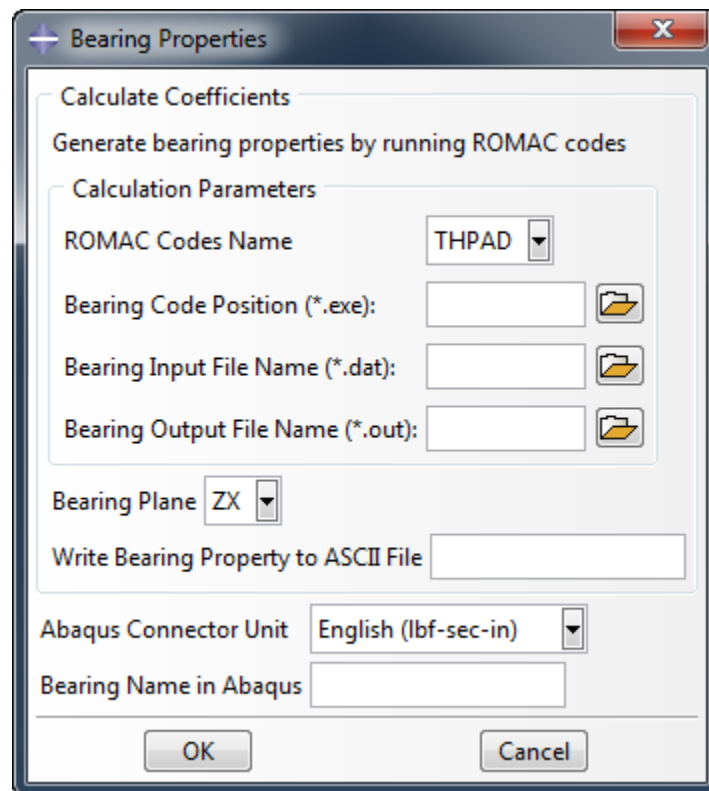 Bearing Properties
Calculate Coefficients
Generate bearing properties by running ROMAC codes
Calculation Parameters
ROMAC Codes Name THPAD
Bearing Code Position (*.exe):
Bearing Input File Name (*.dat):
Bearing Output File Name (*.out):
Bearing Plane ZX
Write Bearing Property to ASCII File
Abaqus Connector Unit English (lbf-sec-in)
Bearing Name in Abaqus
OK Cancel